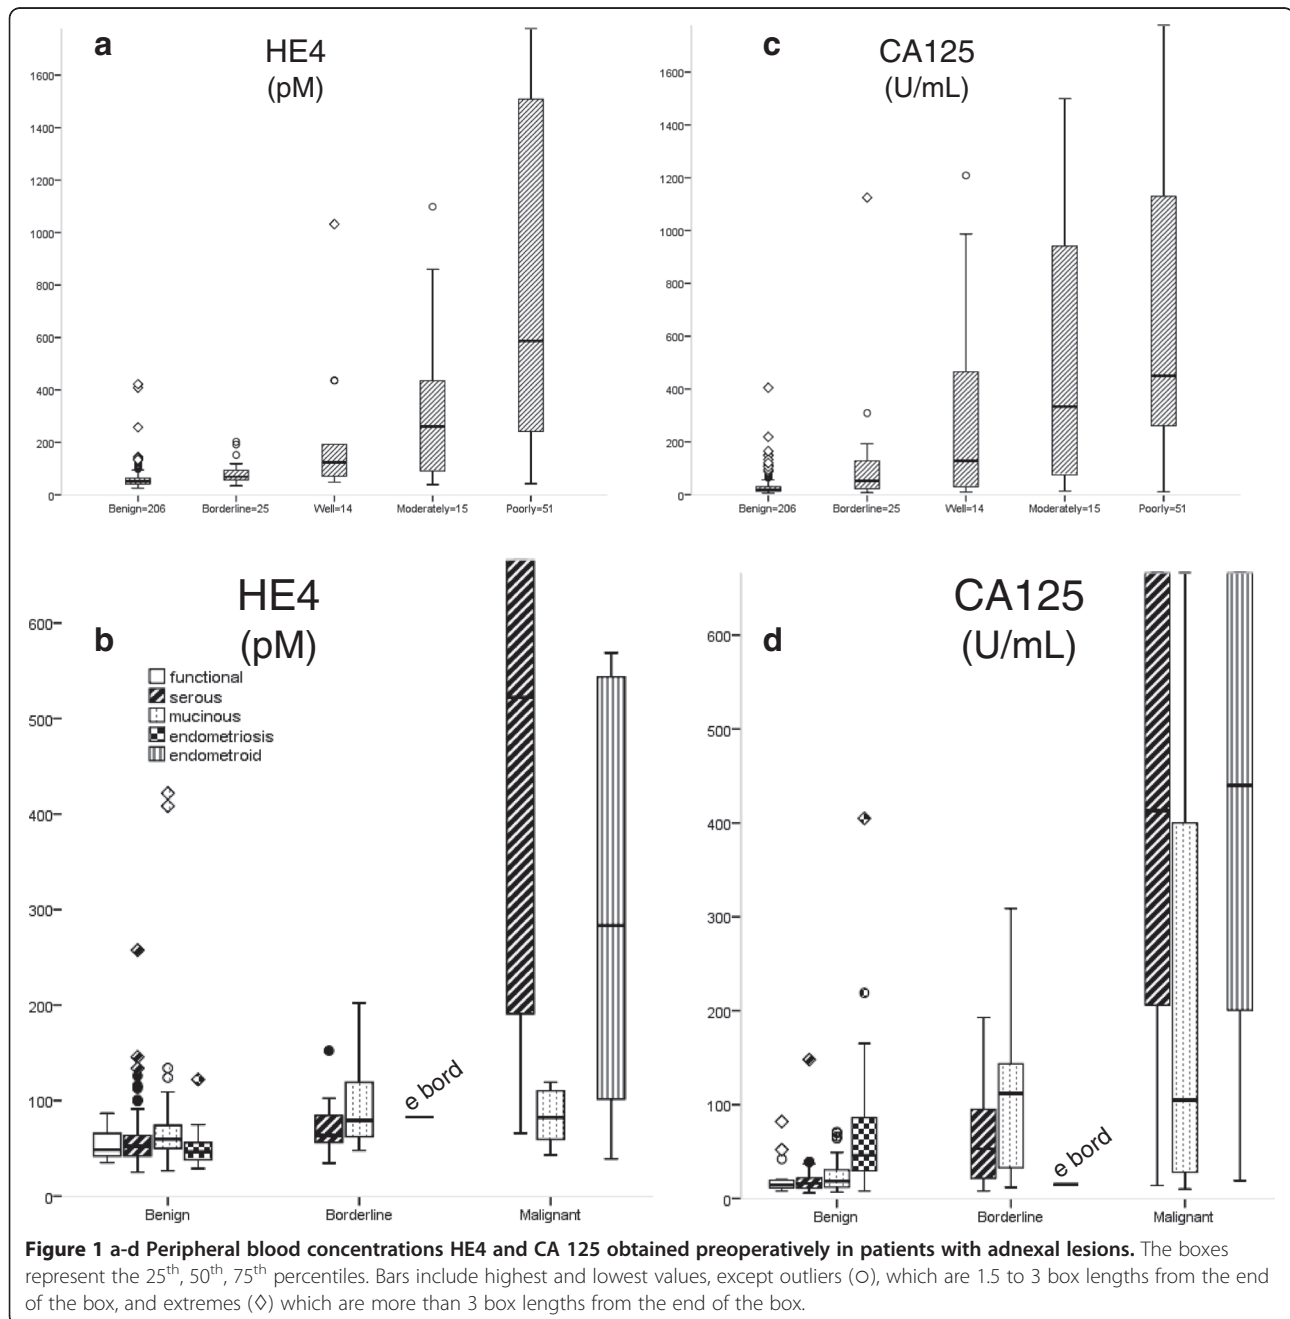 a
HE4
(pM)
1600
1400
1200
1000
800
600
400
200
0
Benign=206 Borderline=25 Well=14 Moderately=15 Poorly=51
c
CA125
(U/mL)
1600
1400
1200
1000
800
600
400
200
0
Benign=206 Borderline=25 Well=14 Moderately=15 Poorly=51
b
HE4
(pM)
functional
serous
mucinous
endometriosis
endometroid
600
500
400
300
200
100
0
e bord
Benign Borderline Malignant
d
CA125
(U/mL)
600
500
400
300
200
100
0
e bord
Benign Borderline Malignant
Figure 1 a-d Peripheral blood concentrations HE4 and CA 125 obtained preoperatively in patients with adnexal lesions. The boxes
represent the 25th, 50th, 75th percentiles. Bars include highest and lowest values, except outliers (○), which are 1.5 to 3 box lengths from the end
of the box, and extremes (◊) which are more than 3 box lengths from the end of the box.